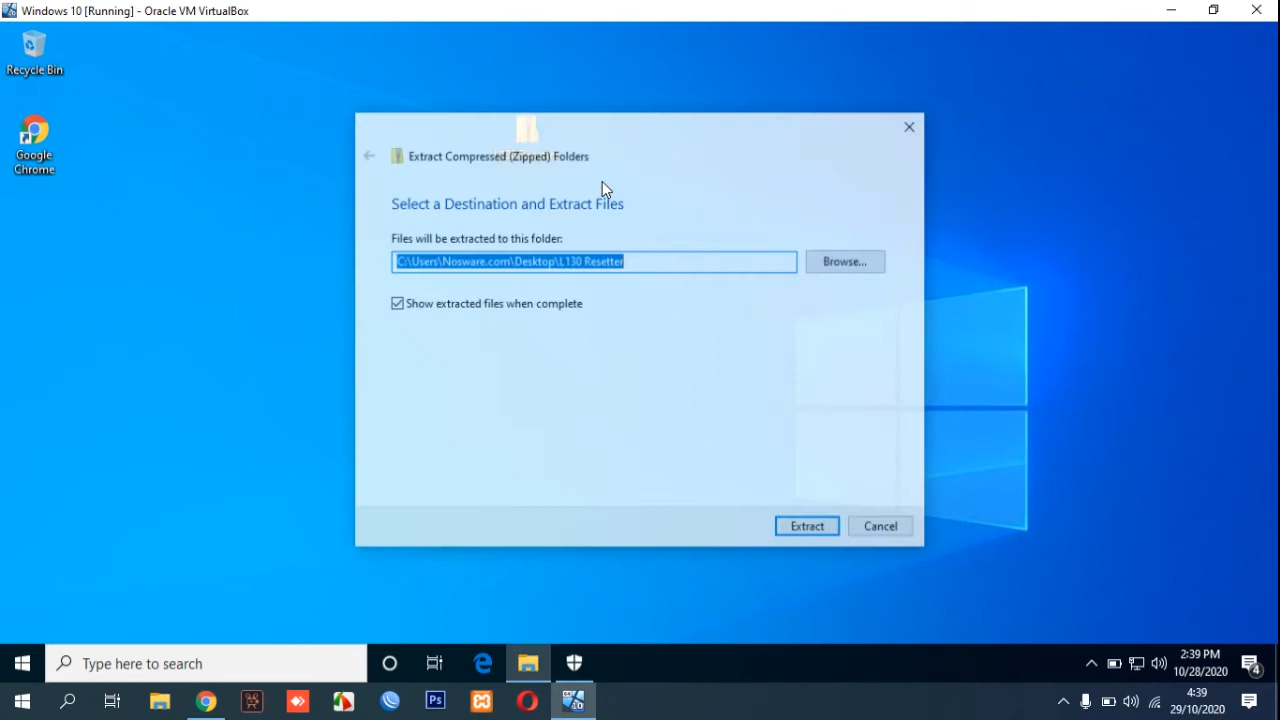 Windows 10 [Running] - Oracle VM VirtualBox
Recycle Bin
Google
Chrome
Extract Compressed (Zipped) Folders
Select a Destination and Extract Files
Files will be extracted to this folder:
C:\Users\Nosware.com\Desktop\L130 Resetter
Browse...
Show extracted files when complete
Extract
Cancel
Type here to search
2:39 PM
10/28/2020
4
Ps
4:39
29/10/2020